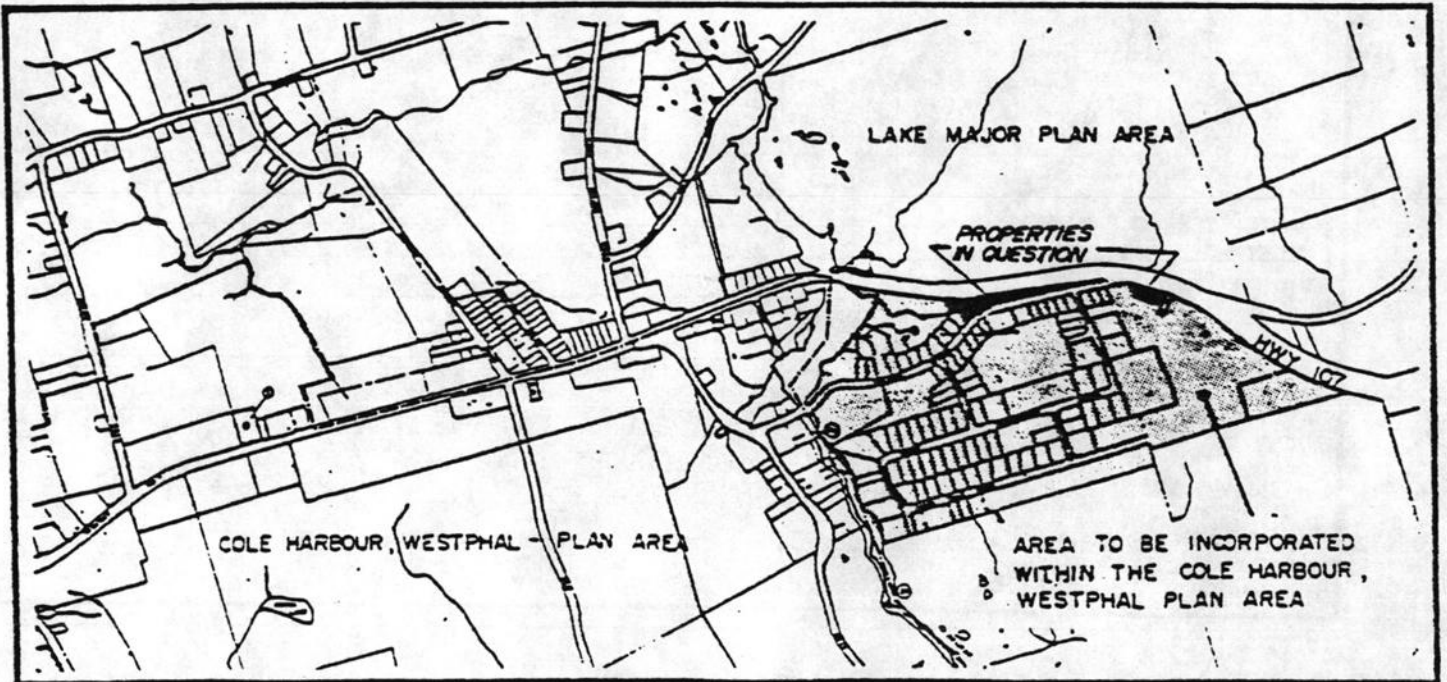 LAKE MAJOR PLAN AREA
PROPERTIES
IN QUESTION
HWY 107
COLE HARBOUR, WESTPHAL - PLAN AREA
AREA TO BE INCORPORATED
WITHIN THE COLE HARBOUR,
WESTPHAL PLAN AREA